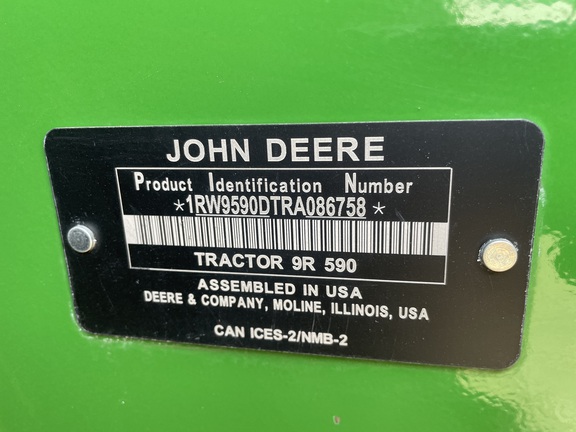 JOHN DEERE
Product Identification Number
*1RW9590DTRA086758*
TRACTOR 9R 590
ASSEMBLED IN USA
DEERE & COMPANY, MOLINE, ILLINOIS, USA
CAN ICES-2/NMB-2